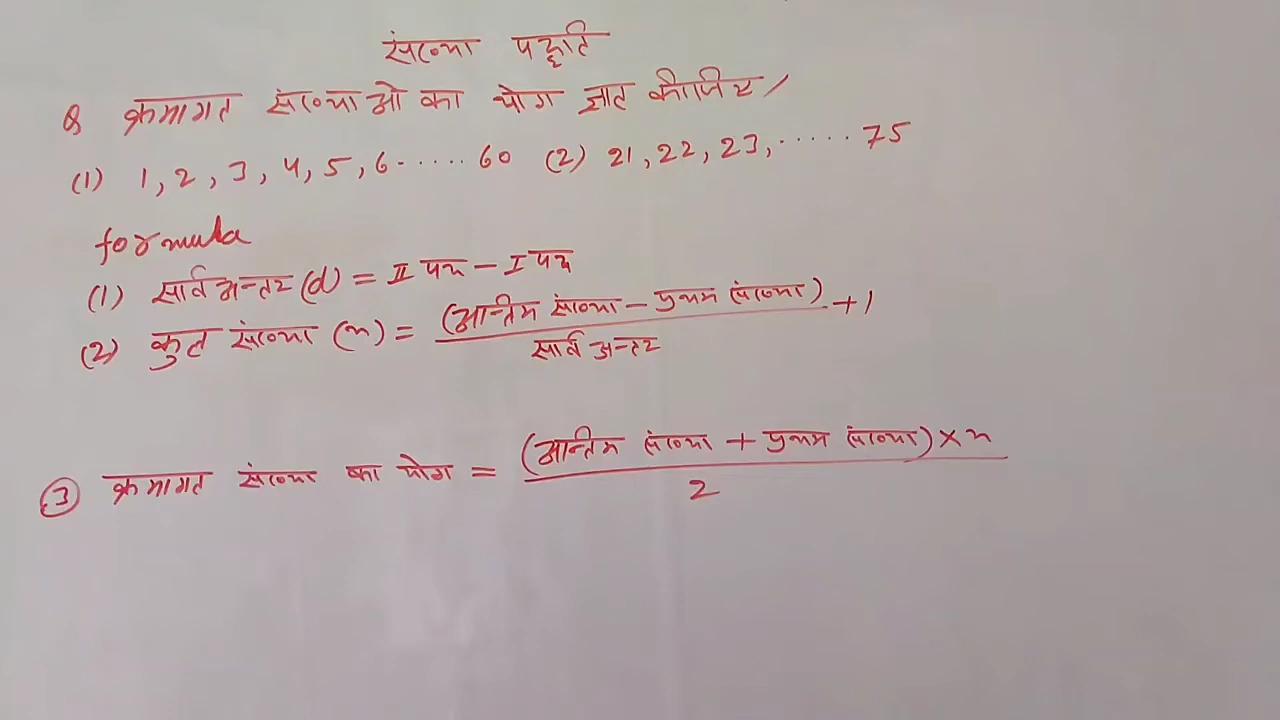 संख्या पद्धति
Q क्रमागत संख्याओ का योग ज्ञात कीजिए /
(1) 1, 2, 3, 4, 5, 6 ...... 60 (2) 21, 22, 23, ...... 75
formula
(1) सार्व अन्तर (d) = II पद - I पद
(2) कुल संख्या (n) = (अन्तिम संख्या - प्रथम संख्या) + 1
सार्व अन्तर
(3) क्रमागत संख्या का योग = (अन्तिम संख्या + प्रथम संख्या) × n
2